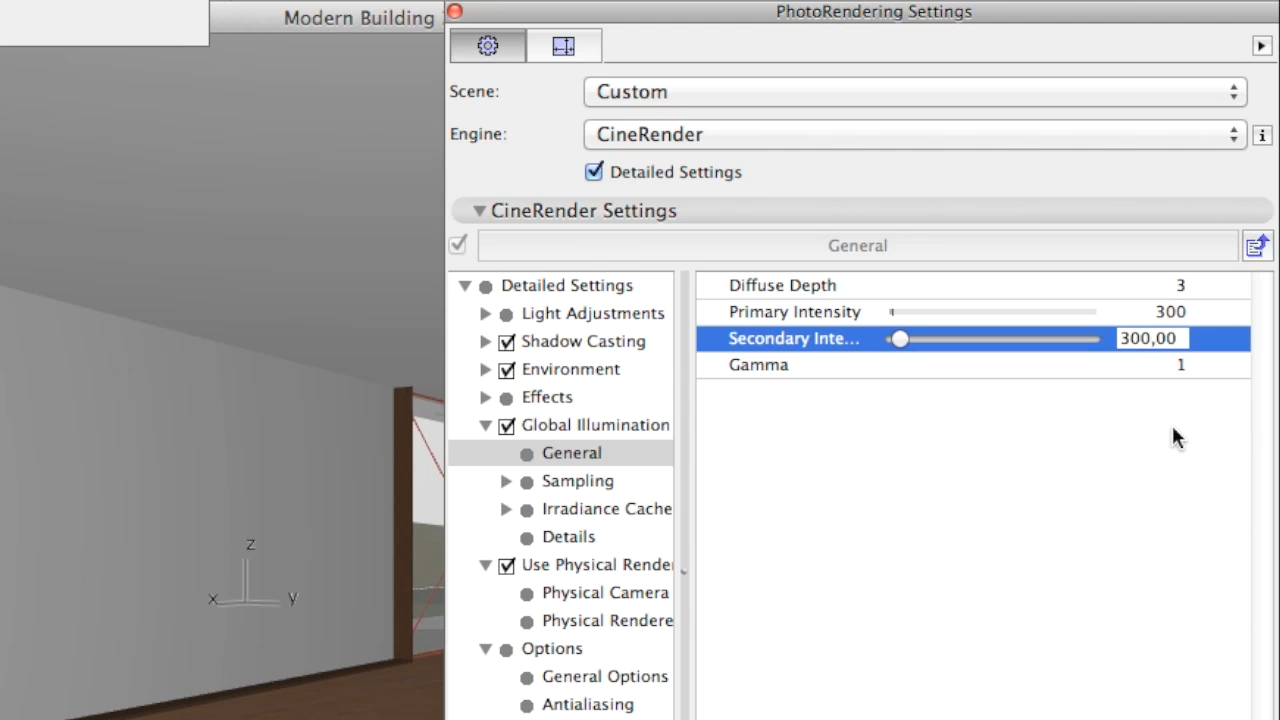 Modern Building
PhotoRendering Settings
Scene:
Custom
Engine:
CineRender
i
Detailed Settings
CineRender Settings
General
Detailed Settings
Light Adjustments
Shadow Casting
Environment
Effects
Global Illumination
General
Sampling
Irradiance Cache
Details
Use Physical Rende
Physical Camera
Physical Rendere
Options
General Options
Antialiasing
Diffuse Depth 3
Primary Intensity 300
Secondary Inte... 300,00
Gamma 1
z
x y